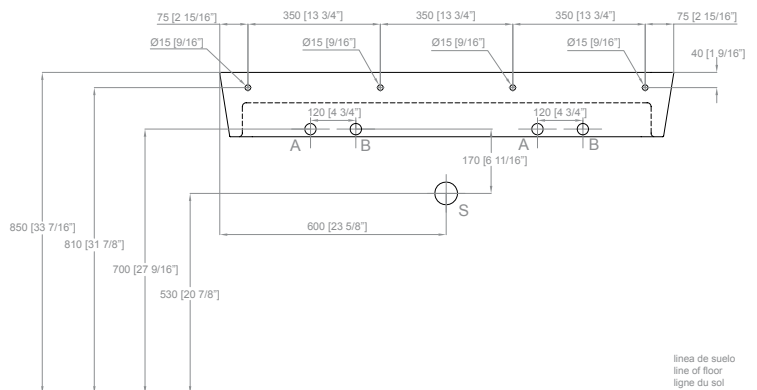 75 [2 15/16”]
350 [13 3/4”]
350 [13 3/4”]
350 [13 3/4”]
75 [2 15/16”]
Ø15 [9/16”]
Ø15 [9/16”]
Ø15 [9/16”]
Ø15 [9/16”]
40 [1 9/16”]
120 [4 3/4”]
120 [4 3/4”]
A
B
A
B
170 [6 11/16”]
S
850 [33 7/16”]
600 [23 5/8”]
810 [31 7/8”]
700 [27 9/16”]
530 [20 7/8”]
linea de suelo
line of floor
ligne du sol